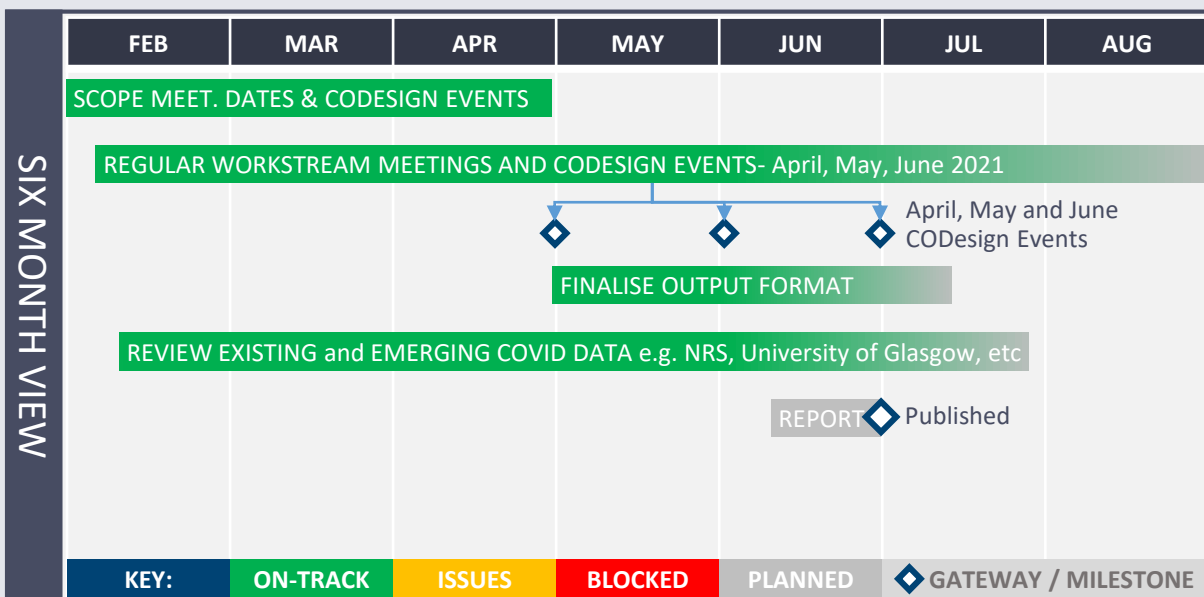 SIX MONTH VIEW
FEB MAR APR MAY JUN JUL AUG
SCOPE MEET. DATES & CODESIGN EVENTS
REGULAR WORKSTREAM MEETINGS AND CODESIGN EVENTS- April, May, June 2021
April, May and June
CODesign Events
FINALISE OUTPUT FORMAT
REVIEW EXISTING and EMERGING COVID DATA e.g. NRS, University of Glasgow, etc
REPORT Published
KEY: ON-TRACK ISSUES BLOCKED PLANNED GATEWAY / MILESTONE